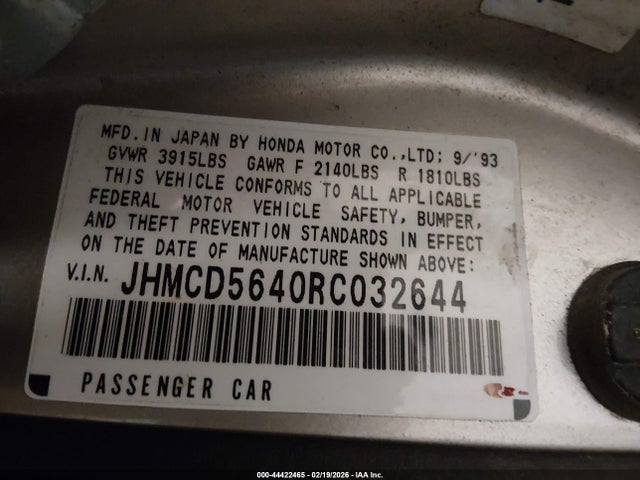 MFD. IN JAPAN BY HONDA MOTOR CO.,LTD; 9/'93
GVWR 3915LBS GAWR F 2140LBS R 1810LBS
THIS VEHICLE CONFORMS TO ALL APPLICABLE
FEDERAL MOTOR VEHICLE SAFETY, BUMPER,
AND THEFT PREVENTION STANDARDS IN EFFECT
ON THE DATE OF MANUFACTURE SHOWN ABOVE:
V.I.N. JHMCD5640RC032644
PASSENGER CAR
000-44422465 - 02/19/2026 - IAA Inc.